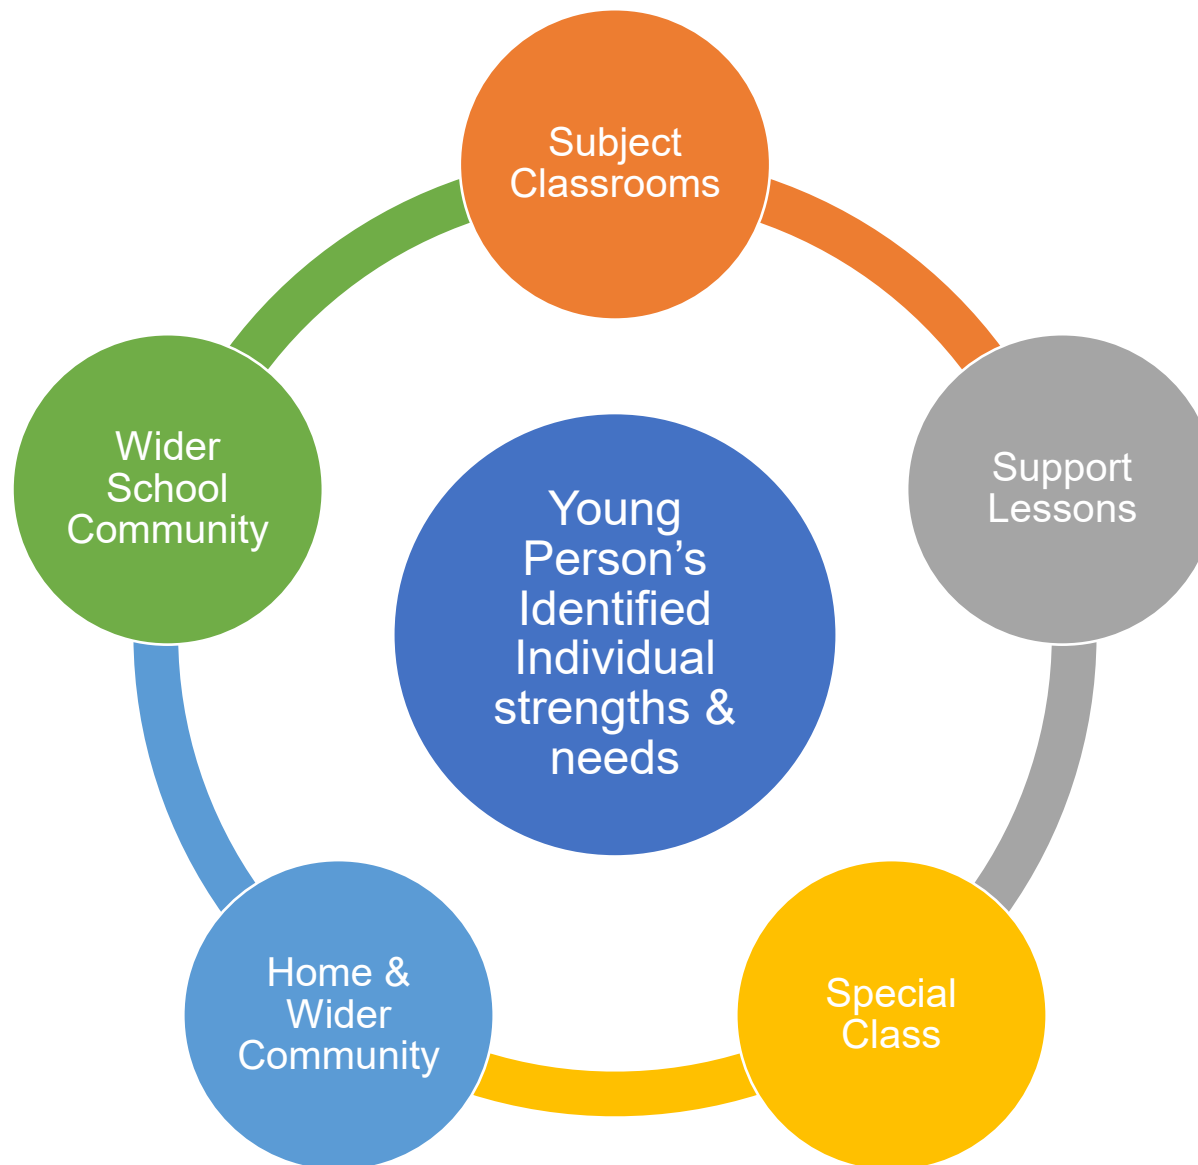 Subject
Classrooms
Support
Lessons
Special
Class
Home &
Wider
Community
Wider
School
Community
Young
Person’s
Identified
Individual
strengths &
needs